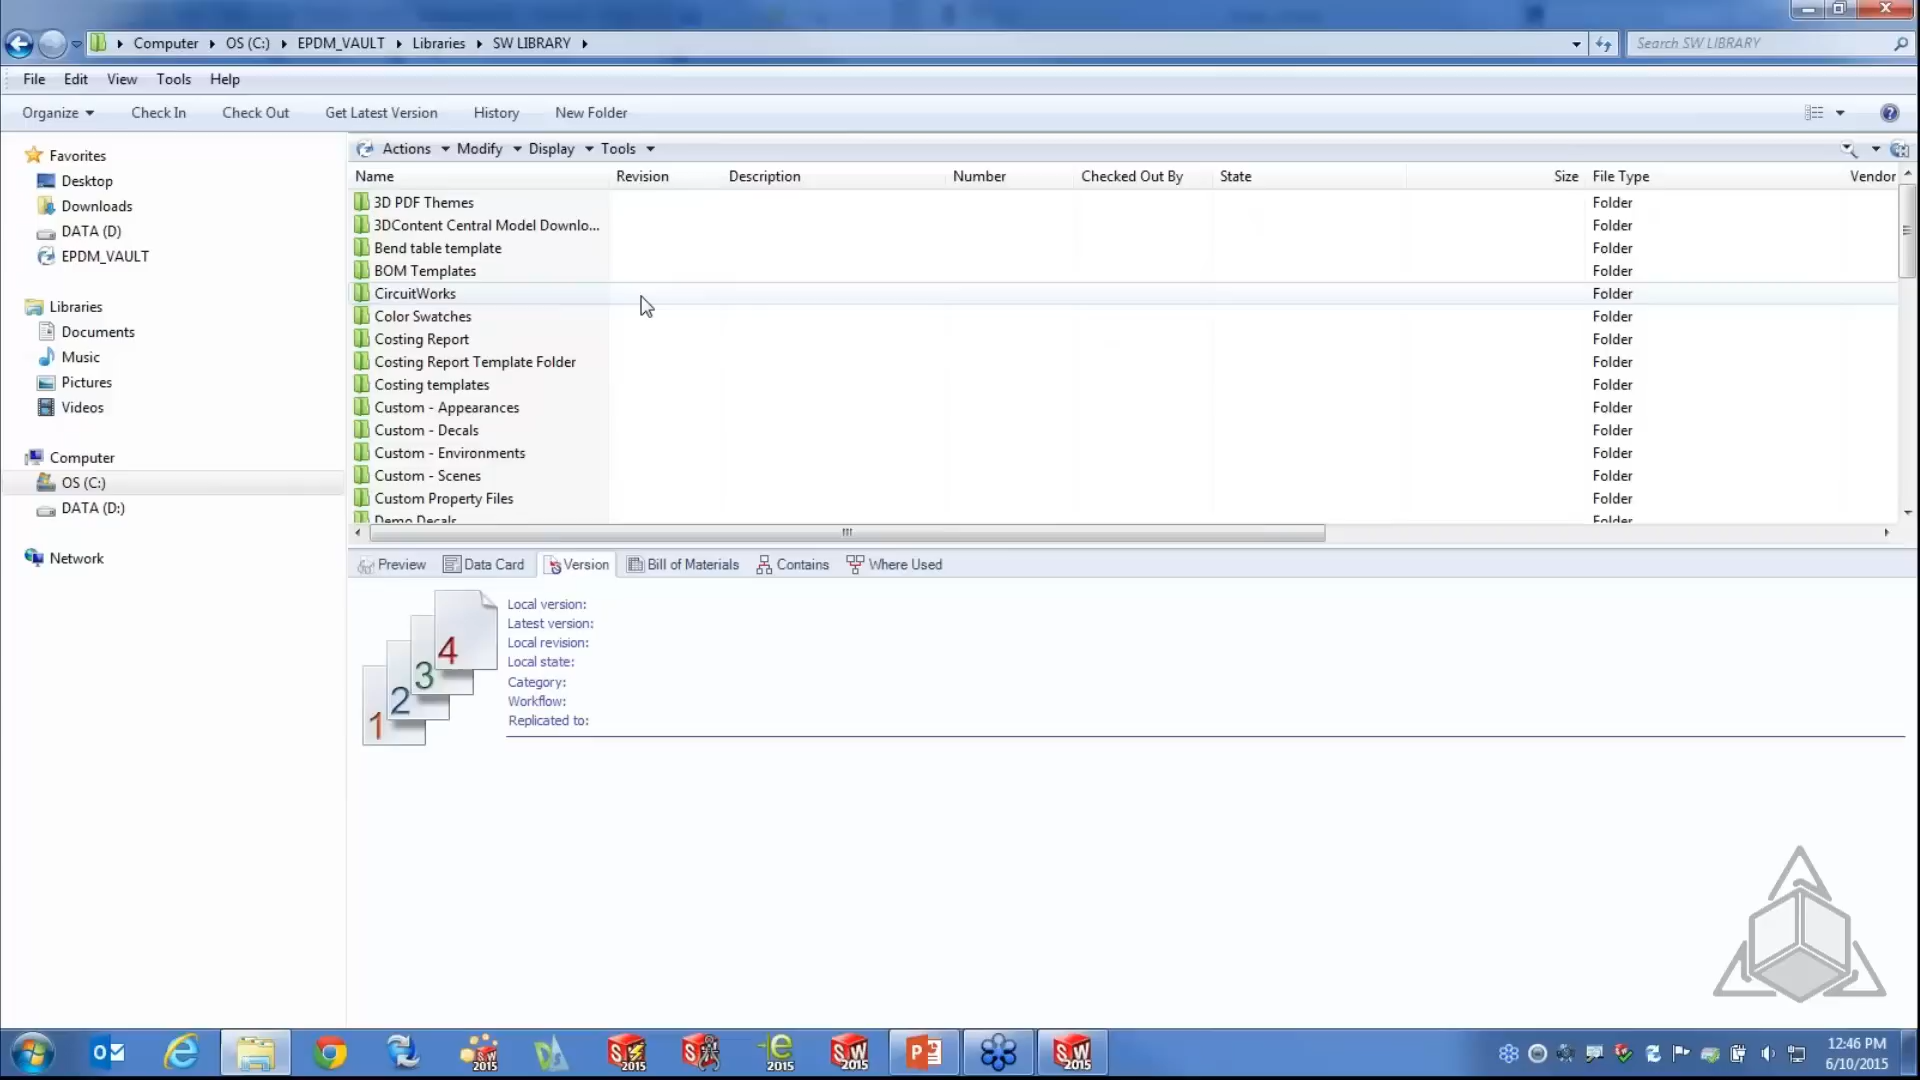 Computer OS (C:) EPDM_VAULT Libraries SW LIBRARY
Search SW LIBRARY
File Edit View Tools Help
Organize Check In Check Out Get Latest Version History New Folder
Favorites
Desktop
Downloads
DATA (D)
EPDM_VAULT
Libraries
Documents
Music
Pictures
Videos
Computer
OS (C:)
DATA (D:)
Network
Actions Modify Display Tools
Name Revision Description Number Checked Out By State Size File Type Vendor
3D PDF Themes Folder
3DContent Central Model Downlo... Folder
Bend table template Folder
BOM Templates Folder
CircuitWorks Folder
Color Swatches Folder
Costing Report Folder
Costing Report Template Folder Folder
Costing templates Folder
Custom - Appearances Folder
Custom - Decals Folder
Custom - Environments Folder
Custom - Scenes Folder
Custom Property Files Folder
Demo Decals Folder
Preview Data Card Version Bill of Materials Contains Where Used
4
3
2
1
Local version:
Latest version:
Local revision:
Local state:
Category:
Workflow:
Replicated to:
SW 2015
S 2015
S 2015
e 2015
SW 2015
P
SW 2015
12:46 PM
6/10/2015